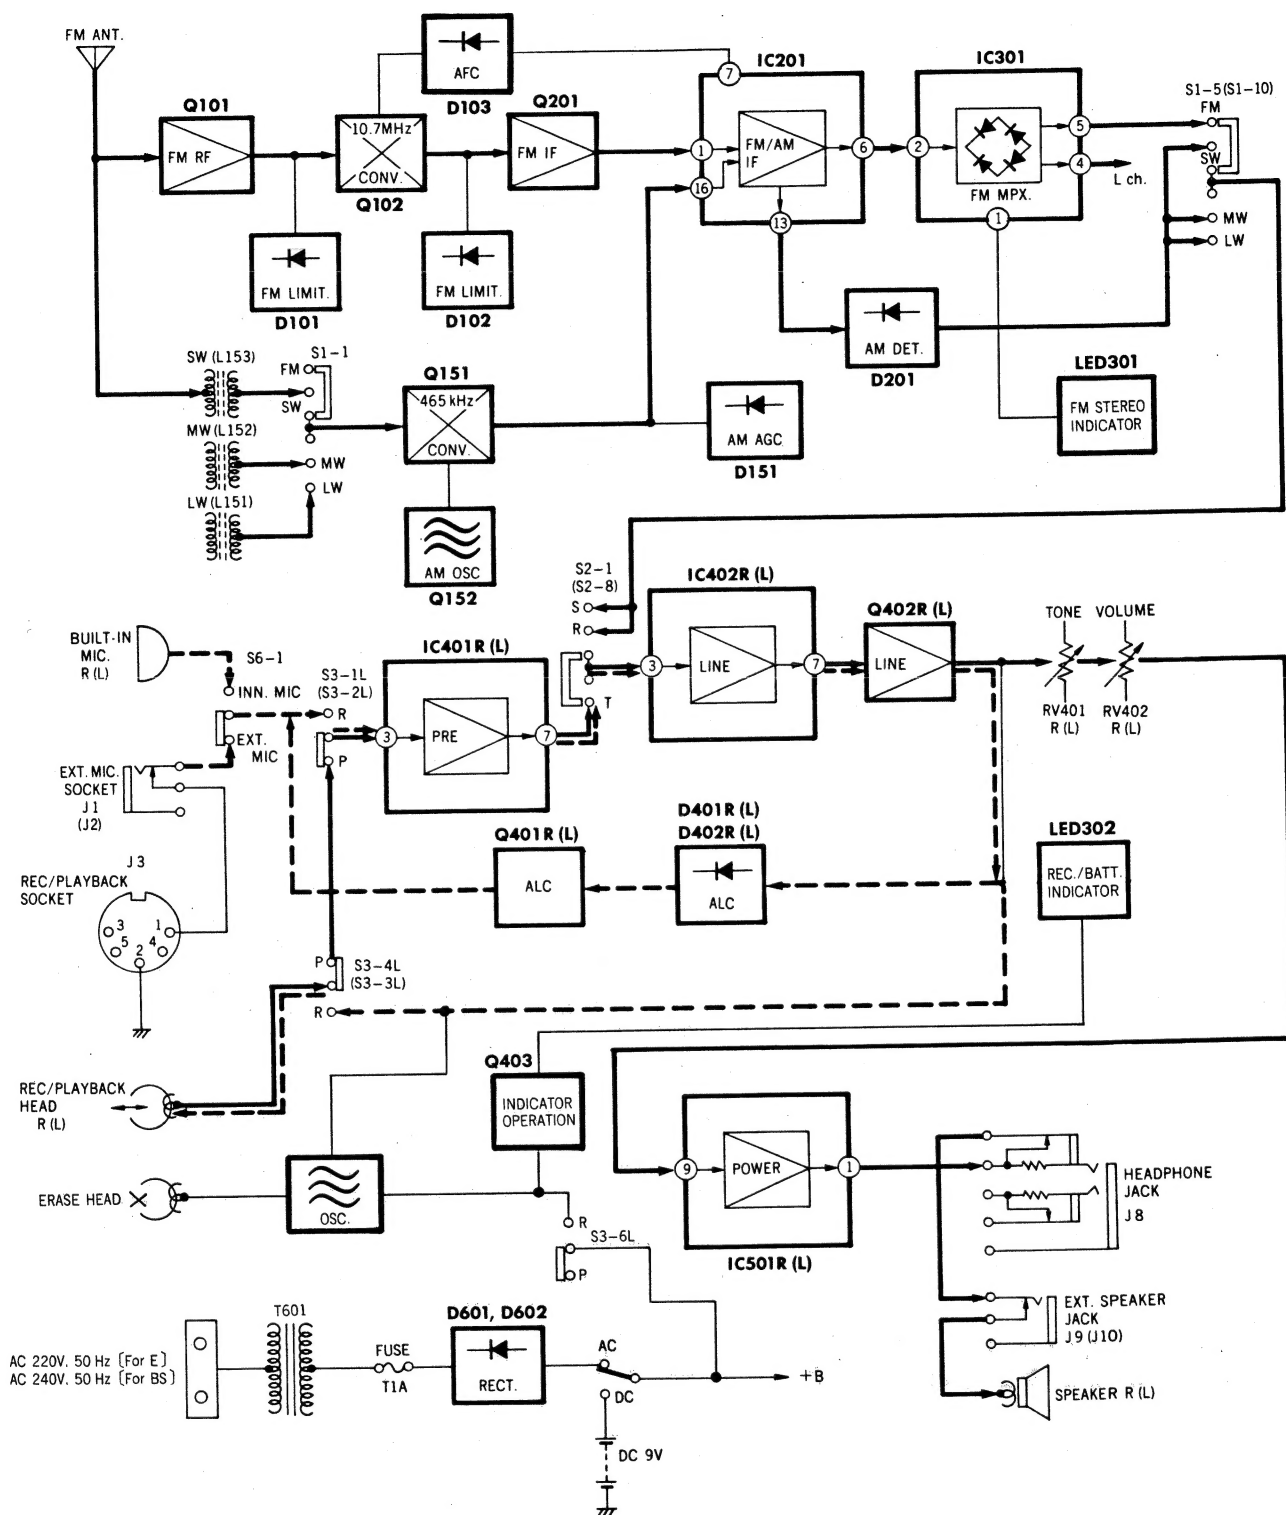 FM ANT.
Q101
FM RF
AFC
D103
10.7MHz
CONV.
Q102
Q201
FM IF
IC201
7
1
16
FM/AM
IF
6
13
IC301
2
FM MPX.
5
4
1
L ch.
S1-5(S1-10)
FM
SW
MW
LW
FM LIMIT.
D101
FM LIMIT.
D102
AM DET.
D201
LED301
FM STEREO
INDICATOR
SW (L153)
MW(L152)
LW(L151)
S1-1
FM
SW
MW
LW
Q151
465 kHz
CONV.
AM OSC
Q152
AM AGC
D151
BUILT-IN
MIC.
R (L)
S6-1
INN. MIC
EXT.
MIC
EXT. MIC.
SOCKET
J1
(J2)
S3-1L
(S3-2L)
R
P
IC401R (L)
3
PRE
7
S2-1
(S2-8)
S
R
T
IC402R (L)
3
LINE
7
Q402R (L)
LINE
TONE
VOLUME
RV401
R (L)
RV402
R (L)
Q401R (L)
ALC
D401R (L)
D402R (L)
ALC
LED302
REC./BATT.
INDICATOR
J3
REC/PLAYBACK
SOCKET
3
5
2
1
4
P
R
S3-4L
(S3-3L)
REC/PLAYBACK
HEAD
R (L)
Q403
INDICATOR
OPERATION
ERASE HEAD
OSC.
R
S3-6L
P
9
POWER
1
IC501R (L)
HEADPHONE
JACK
J8
EXT. SPEAKER
JACK
J9 (J10)
SPEAKER R (L)
AC 220V. 50 Hz (For E)
AC 240V. 50 Hz (For BS)
T601
FUSE
T1A
D601, D602
RECT.
AC
DC
+B
DC 9V